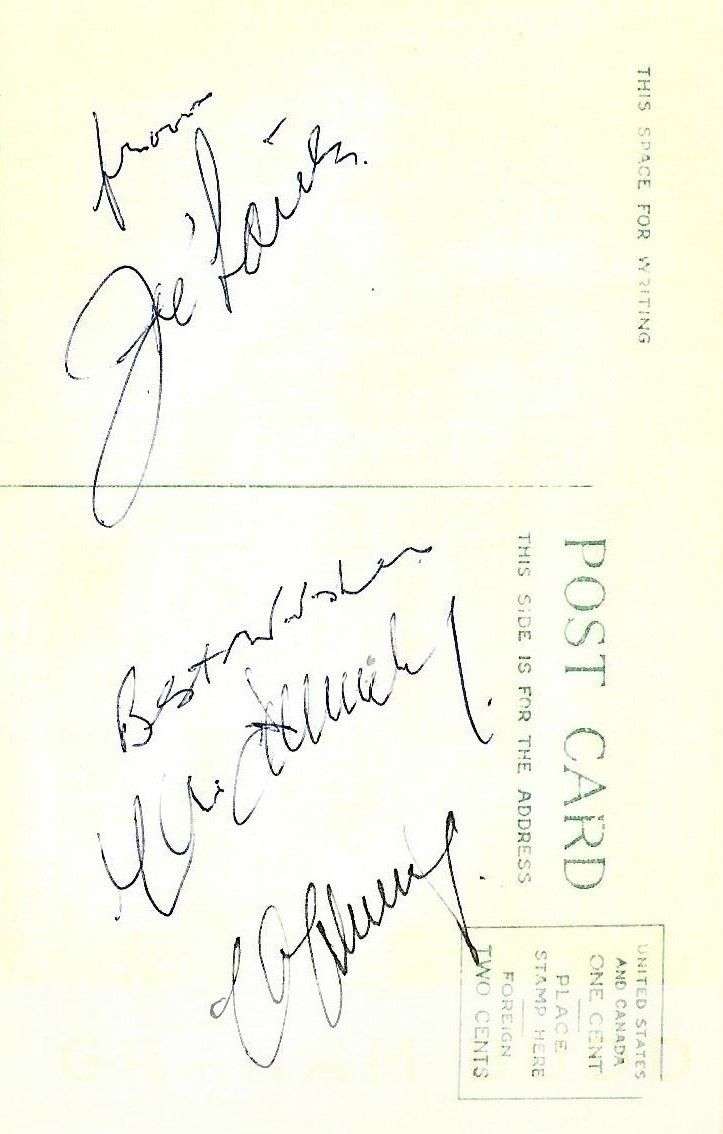 THIS SPACE FOR WRITING
from
Joe
POST CARD
THIS SIDE IS FOR THE ADDRESS
UNITED STATES
AND CANADA
ONE CENT
PLACE
STAMP HERE
FOREIGN
TWO CENTS
Best Wishes